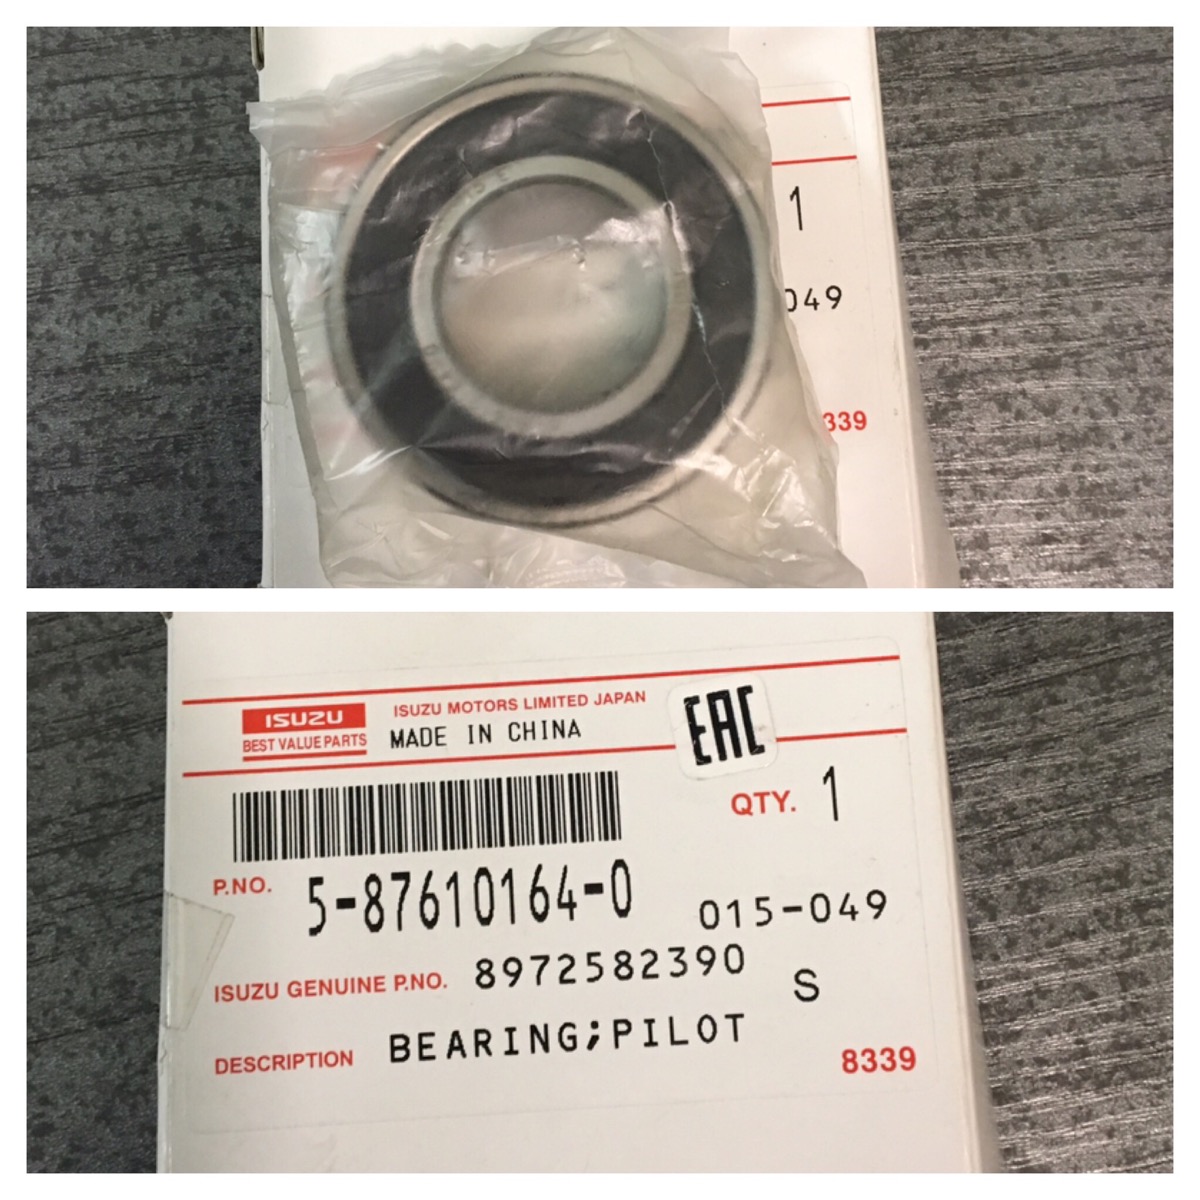 1
049
339
ISUZU
BEST VALUE PARTS
ISUZU MOTORS LIMITED JAPAN
MADE IN CHINA
EAC
QTY. 1
P.NO. 5-87610164-0
015-049
ISUZU GENUINE P.NO. 8972582390
S
DESCRIPTION BEARING;PILOT
8339